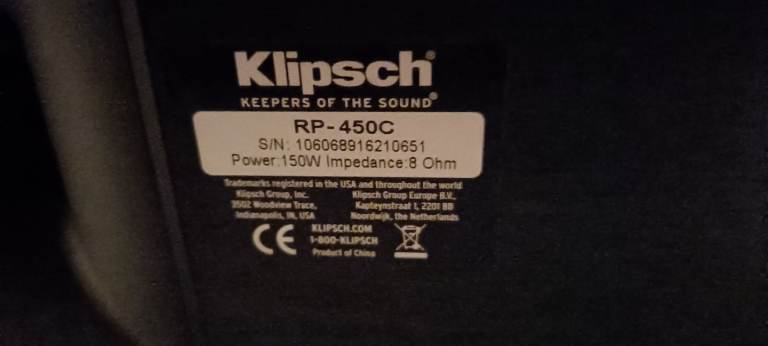 Klipsch®
KEEPERS OF THE SOUND®
RP-450C
S/N: 106068916210651
Power:150W Impedance:8 Ohm
Trademarks registered in the USA and throughout the world
Klipsch Group, Inc.
3502 Woodview Trace,
Indianapolis, IN, USA
Klipsch Group Europe B.V.
Kapteynstraat 1, 2201 BB
Noordwijk, the Netherlands
CE
KLIPSCH.COM
1-800-KLIPSCH
Product of China